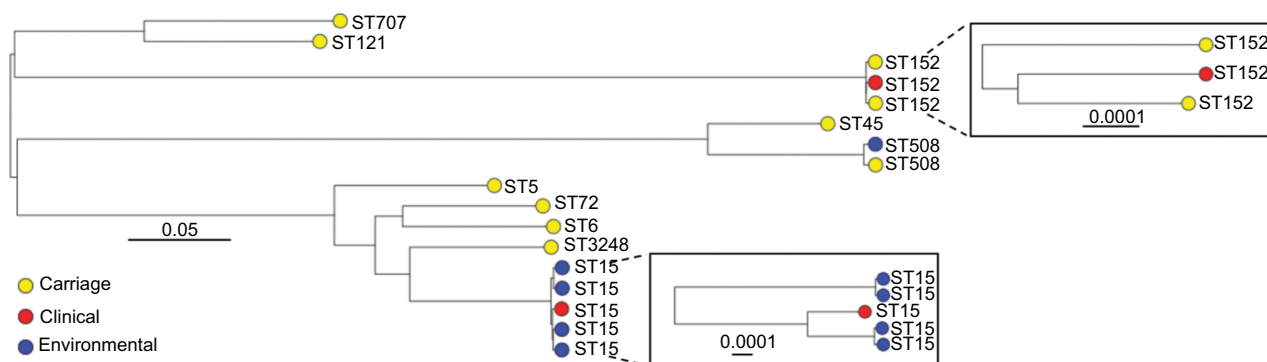 ST707
ST121
ST152
ST152
ST152
ST152
ST152
ST152
0.0001
ST45
ST508
ST508
ST5
ST72
ST6
ST3248
0.05
ST15
ST15
ST15
ST15
ST15
ST15
ST15
ST15
ST15
ST15
0.0001
Carriage
Clinical
Environmental